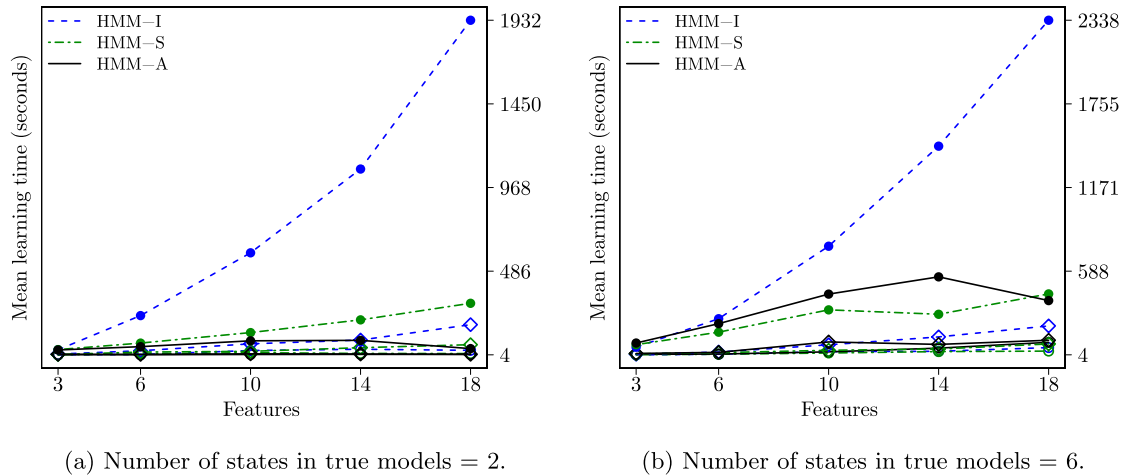 HMM−I
HMM−S
HMM−A
Mean learning time (seconds)
1932
1450
968
486
4
3 6 10 14 18
Features
(a) Number of states in true models = 2.
HMM−I
HMM−S
HMM−A
Mean learning time (seconds)
2338
1755
1171
588
4
3 6 10 14 18
Features
(b) Number of states in true models = 6.